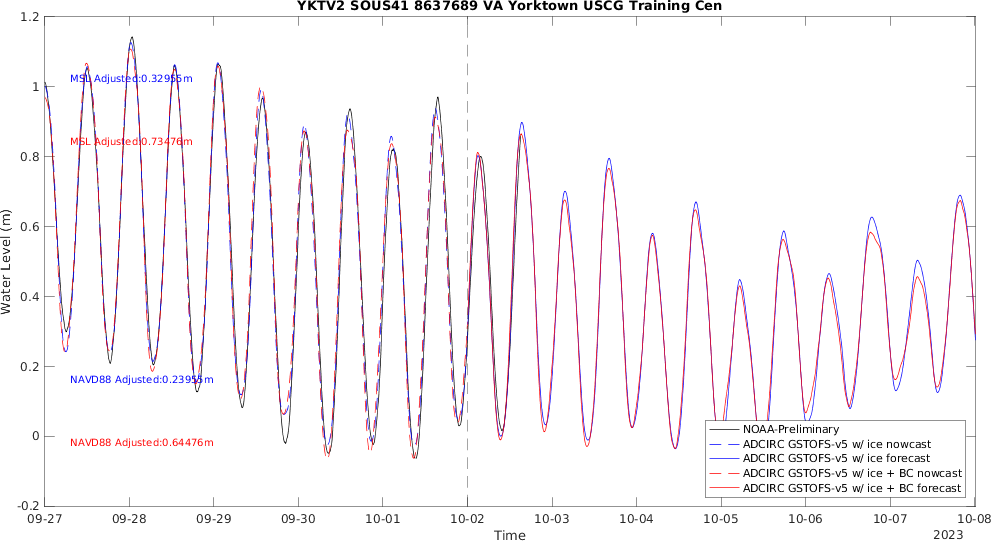 YKTV2 SOUS41 8637689 VA Yorktown USCG Training Cen
1.2
1
0.8
0.6
0.4
0.2
0
-0.2
Water Level (m)
MSL Adjusted:0.32955m
MSL Adjusted:0.73476m
NAVD88 Adjusted:0.23955m
NAVD88 Adjusted:0.64476m
NOAA-Preliminary
ADCIRC GSTOFS-v5 w/ ice nowcast
ADCIRC GSTOFS-v5 w/ ice forecast
ADCIRC GSTOFS-v5 w/ ice + BC nowcast
ADCIRC GSTOFS-v5 w/ ice + BC forecast
09-27 09-28 09-29 09-30 10-01 10-02 10-03 10-04 10-05 10-06 10-07 10-08
Time
2023